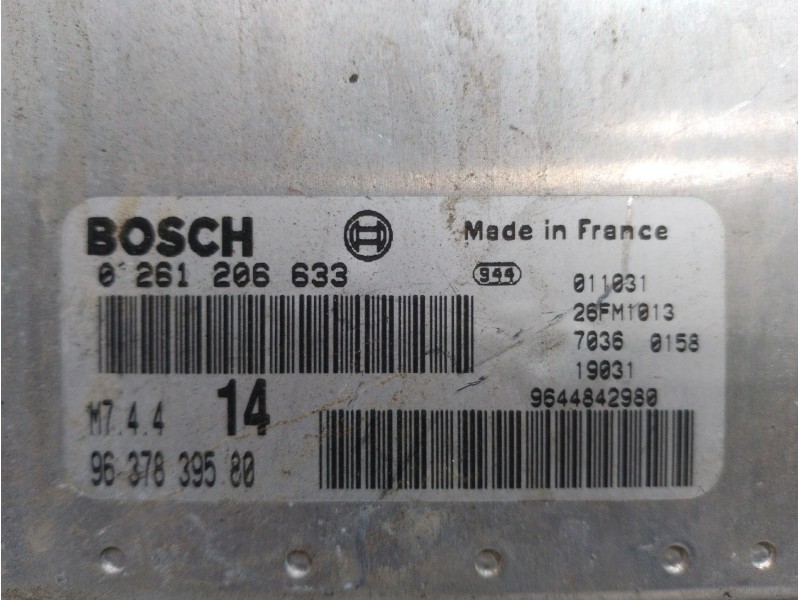 BOSCH Made in France
0 261 206 633 944 011031
26FM1013
7036 0158
19031
M7.4.4 14 9644842980
96 378 395 80